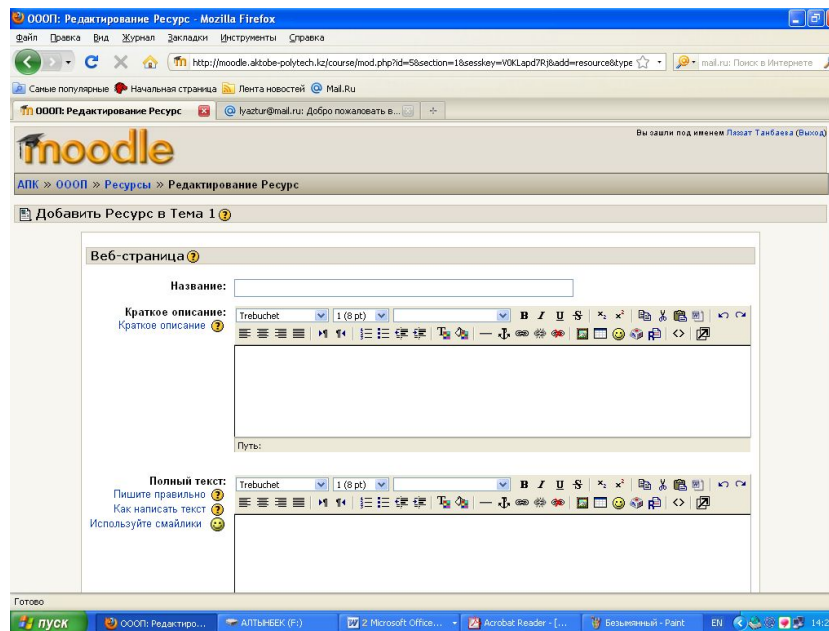 ОООП: Редактирование Ресурс - Mozilla Firefox
Файл Правка Вид Журнал Закладки Инструменты Справка
http://moodle.aktobe-polytech.kz/course/mod.php?id=5&section=1&sesskey=V0KLapd7Rj&add=resource&type mail.ru: Поиск в Интернете
Самые популярные Начальная страница Лента новостей Mail.Ru
ОООП: Редактирование Ресурс lyaztur@mail.ru: Добро пожаловать в...
moodle Вы зашли под именем Ляззат Танбаева (Выход)
АПК » ОООП » Ресурсы » Редактирование Ресурс
Добавить Ресурс в Тема 1
Веб-страница
Название:
Краткое описание: Trebuchet 1 (8 pt)
Краткое описание
Путь:
Полный текст: Trebuchet 1 (8 pt)
Пишите правильно
Как написать текст
Используйте смайлики
Готово
пуск ОООП: Редактиро... АЛТЫНБЕК (F:) 2 Microsoft Office... Acrobat Reader - [... Безымянный - Paint EN